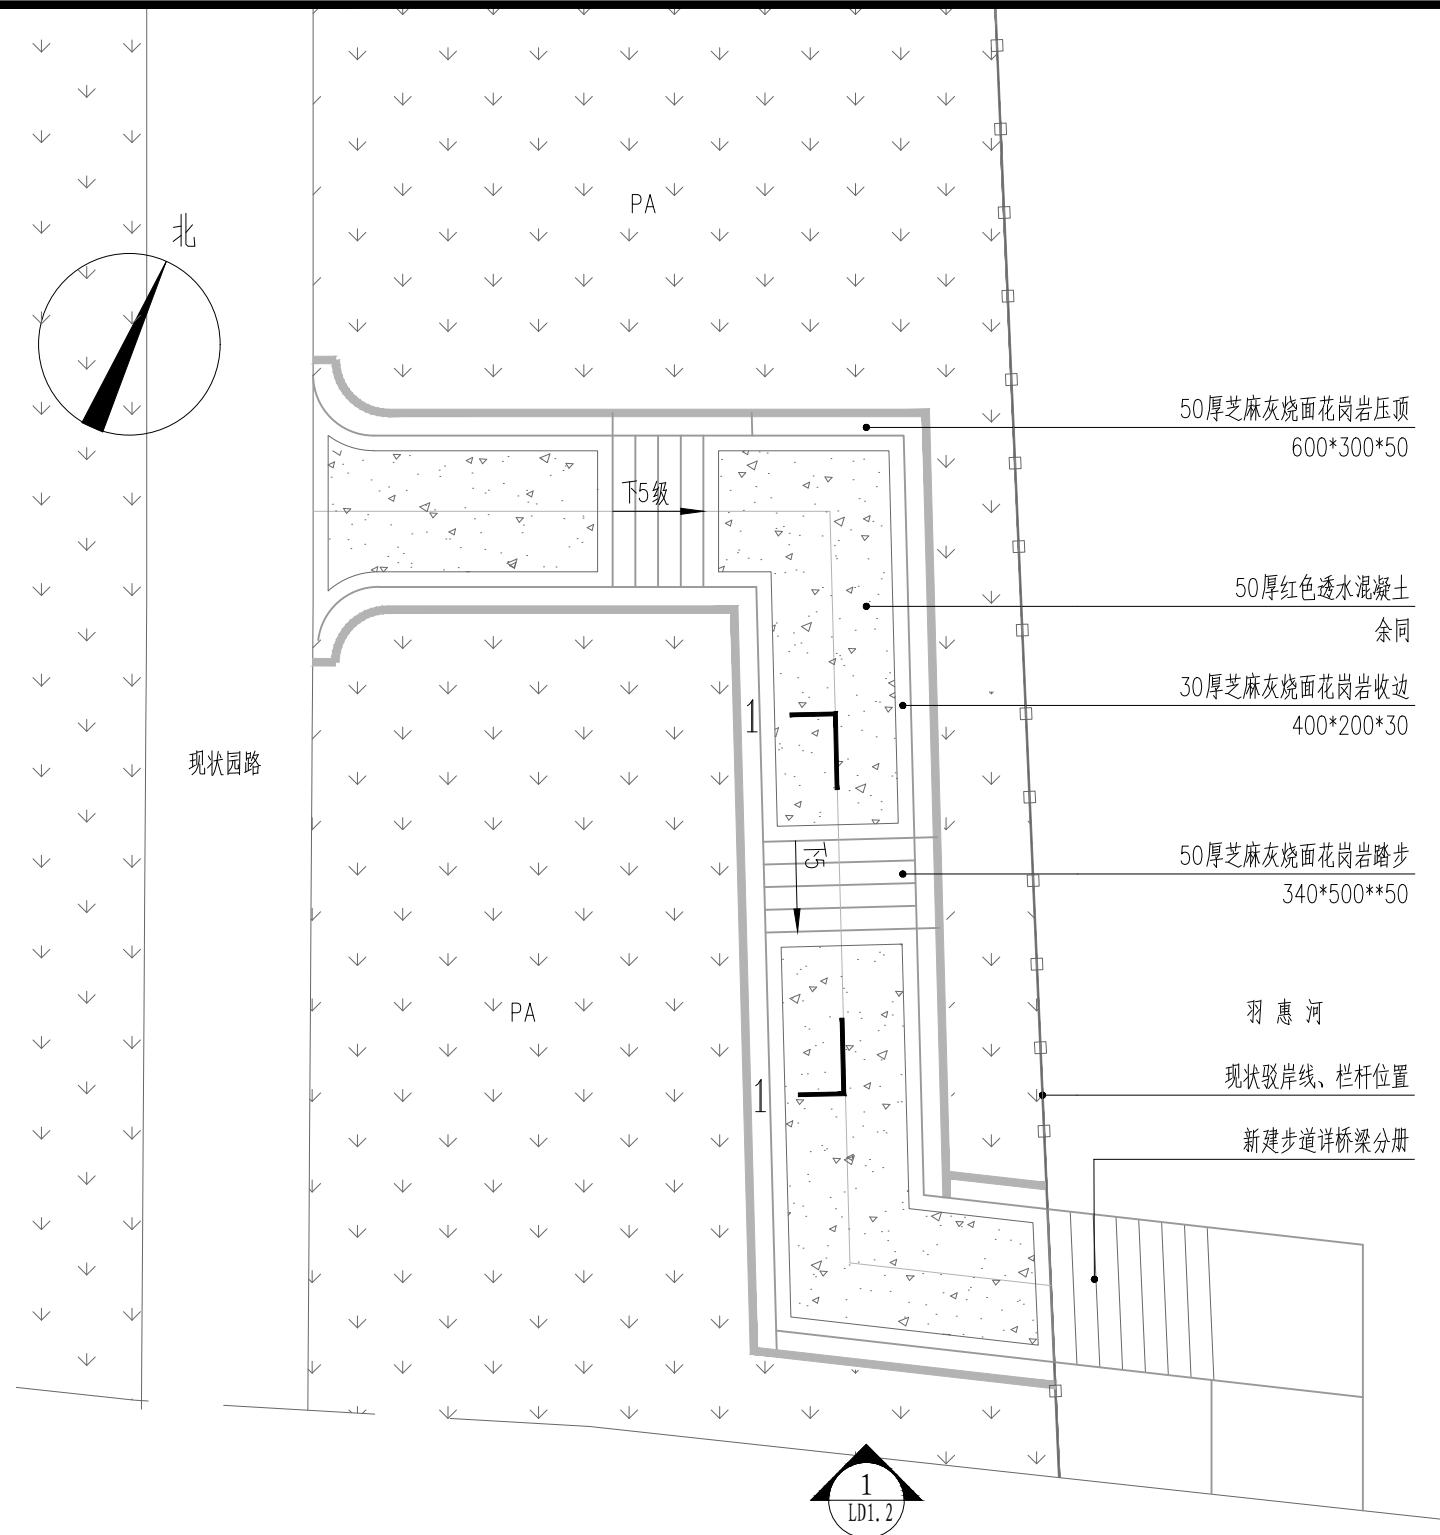 PA
北
50厚芝麻灰烧面花岗岩压顶
600*300*50
下5级
50厚红色透水混凝土
余同
30厚芝麻灰烧面花岗岩收边
400*200*30
1
现状园路
下5
50厚芝麻灰烧面花岗岩踏步
340*500**50
PA
羽惠河
现状驳岸线、栏杆位置
1
新建步道详桥梁分册
1
LD1.2